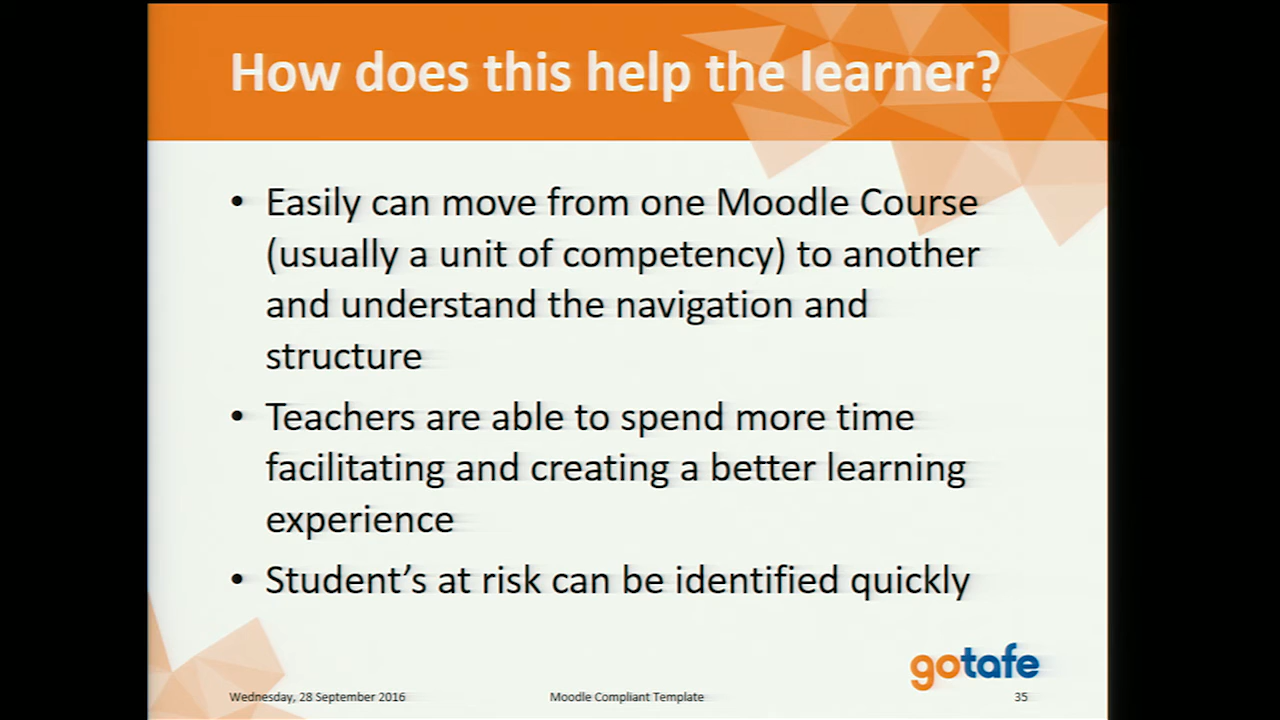 How does this help the learner?
• Easily can move from one Moodle Course
(usually a unit of competency) to another
and understand the navigation and
structure
• Teachers are able to spend more time
facilitating and creating a better learning
experience
• Student's at risk can be identified quickly
gotafe
Wednesday, 28 September 2016 Moodle Compliant Template 35